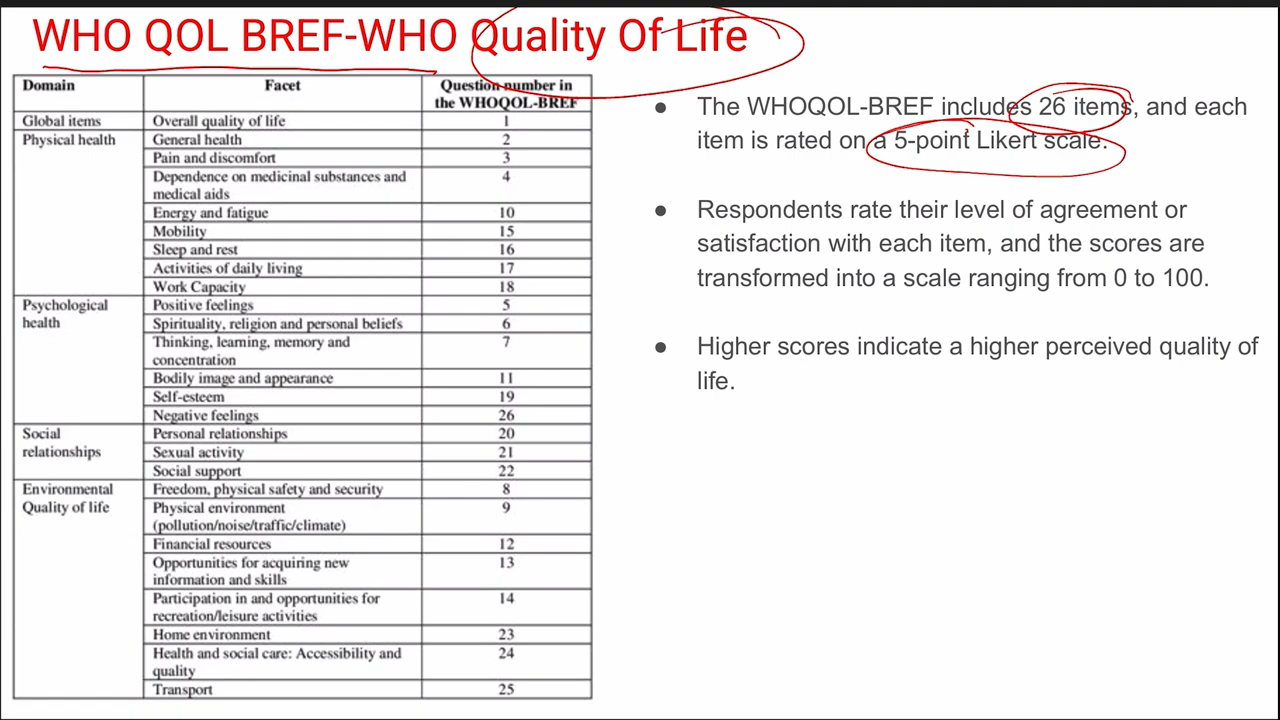 WHO QOL BREF-WHO Quality Of Life
Domain Facet Question number in
the WHOQOL-BREF
Global items Overall quality of life 1
Physical health General health 2
Pain and discomfort 3
Dependence on medicinal substances and 4
medical aids
Energy and fatigue 10
Mobility 15
Sleep and rest 16
Activities of daily living 17
Work Capacity 18
Psychological Positive feelings 5
health Spirituality, religion and personal beliefs 6
Thinking, learning, memory and 7
concentration
Bodily image and appearance 11
Self-esteem 19
Negative feelings 26
Social Personal relationships 20
relationships Sexual activity 21
Social support 22
Environmental Freedom, physical safety and security 8
Quality of life Physical environment 9
(pollution/noise/traffic/climate)
Financial resources 12
Opportunities for acquiring new 13
information and skills
Participation in and opportunities for 14
recreation/leisure activities
Home environment 23
Health and social care: Accessibility and 24
quality
Transport 25
● The WHOQOL-BREF includes 26 items, and each
item is rated on a 5-point Likert scale.
● Respondents rate their level of agreement or
satisfaction with each item, and the scores are
transformed into a scale ranging from 0 to 100.
● Higher scores indicate a higher perceived quality of
life.